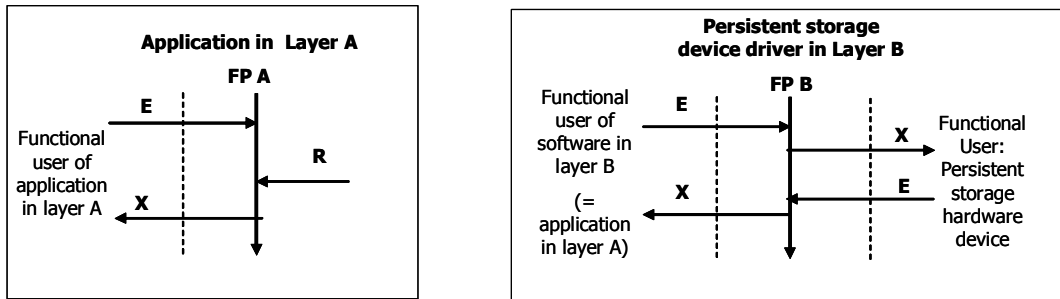 Application in Layer A
FP A
E
Functional
user of
application
in layer A
R
X
Persistent storage
device driver in Layer B
FP B
Functional
user of
software in
layer B
(=
application
in layer A)
E
X
X
E
Functional
User:
Persistent
storage
hardware
device